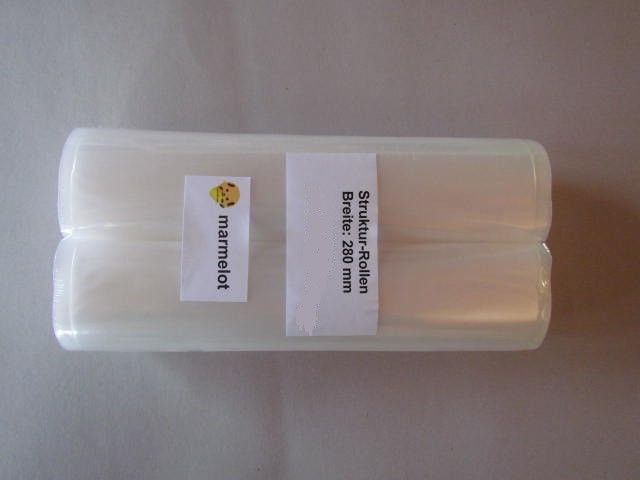 marmelot
Struktur-Rollen
Breite: 280 mm